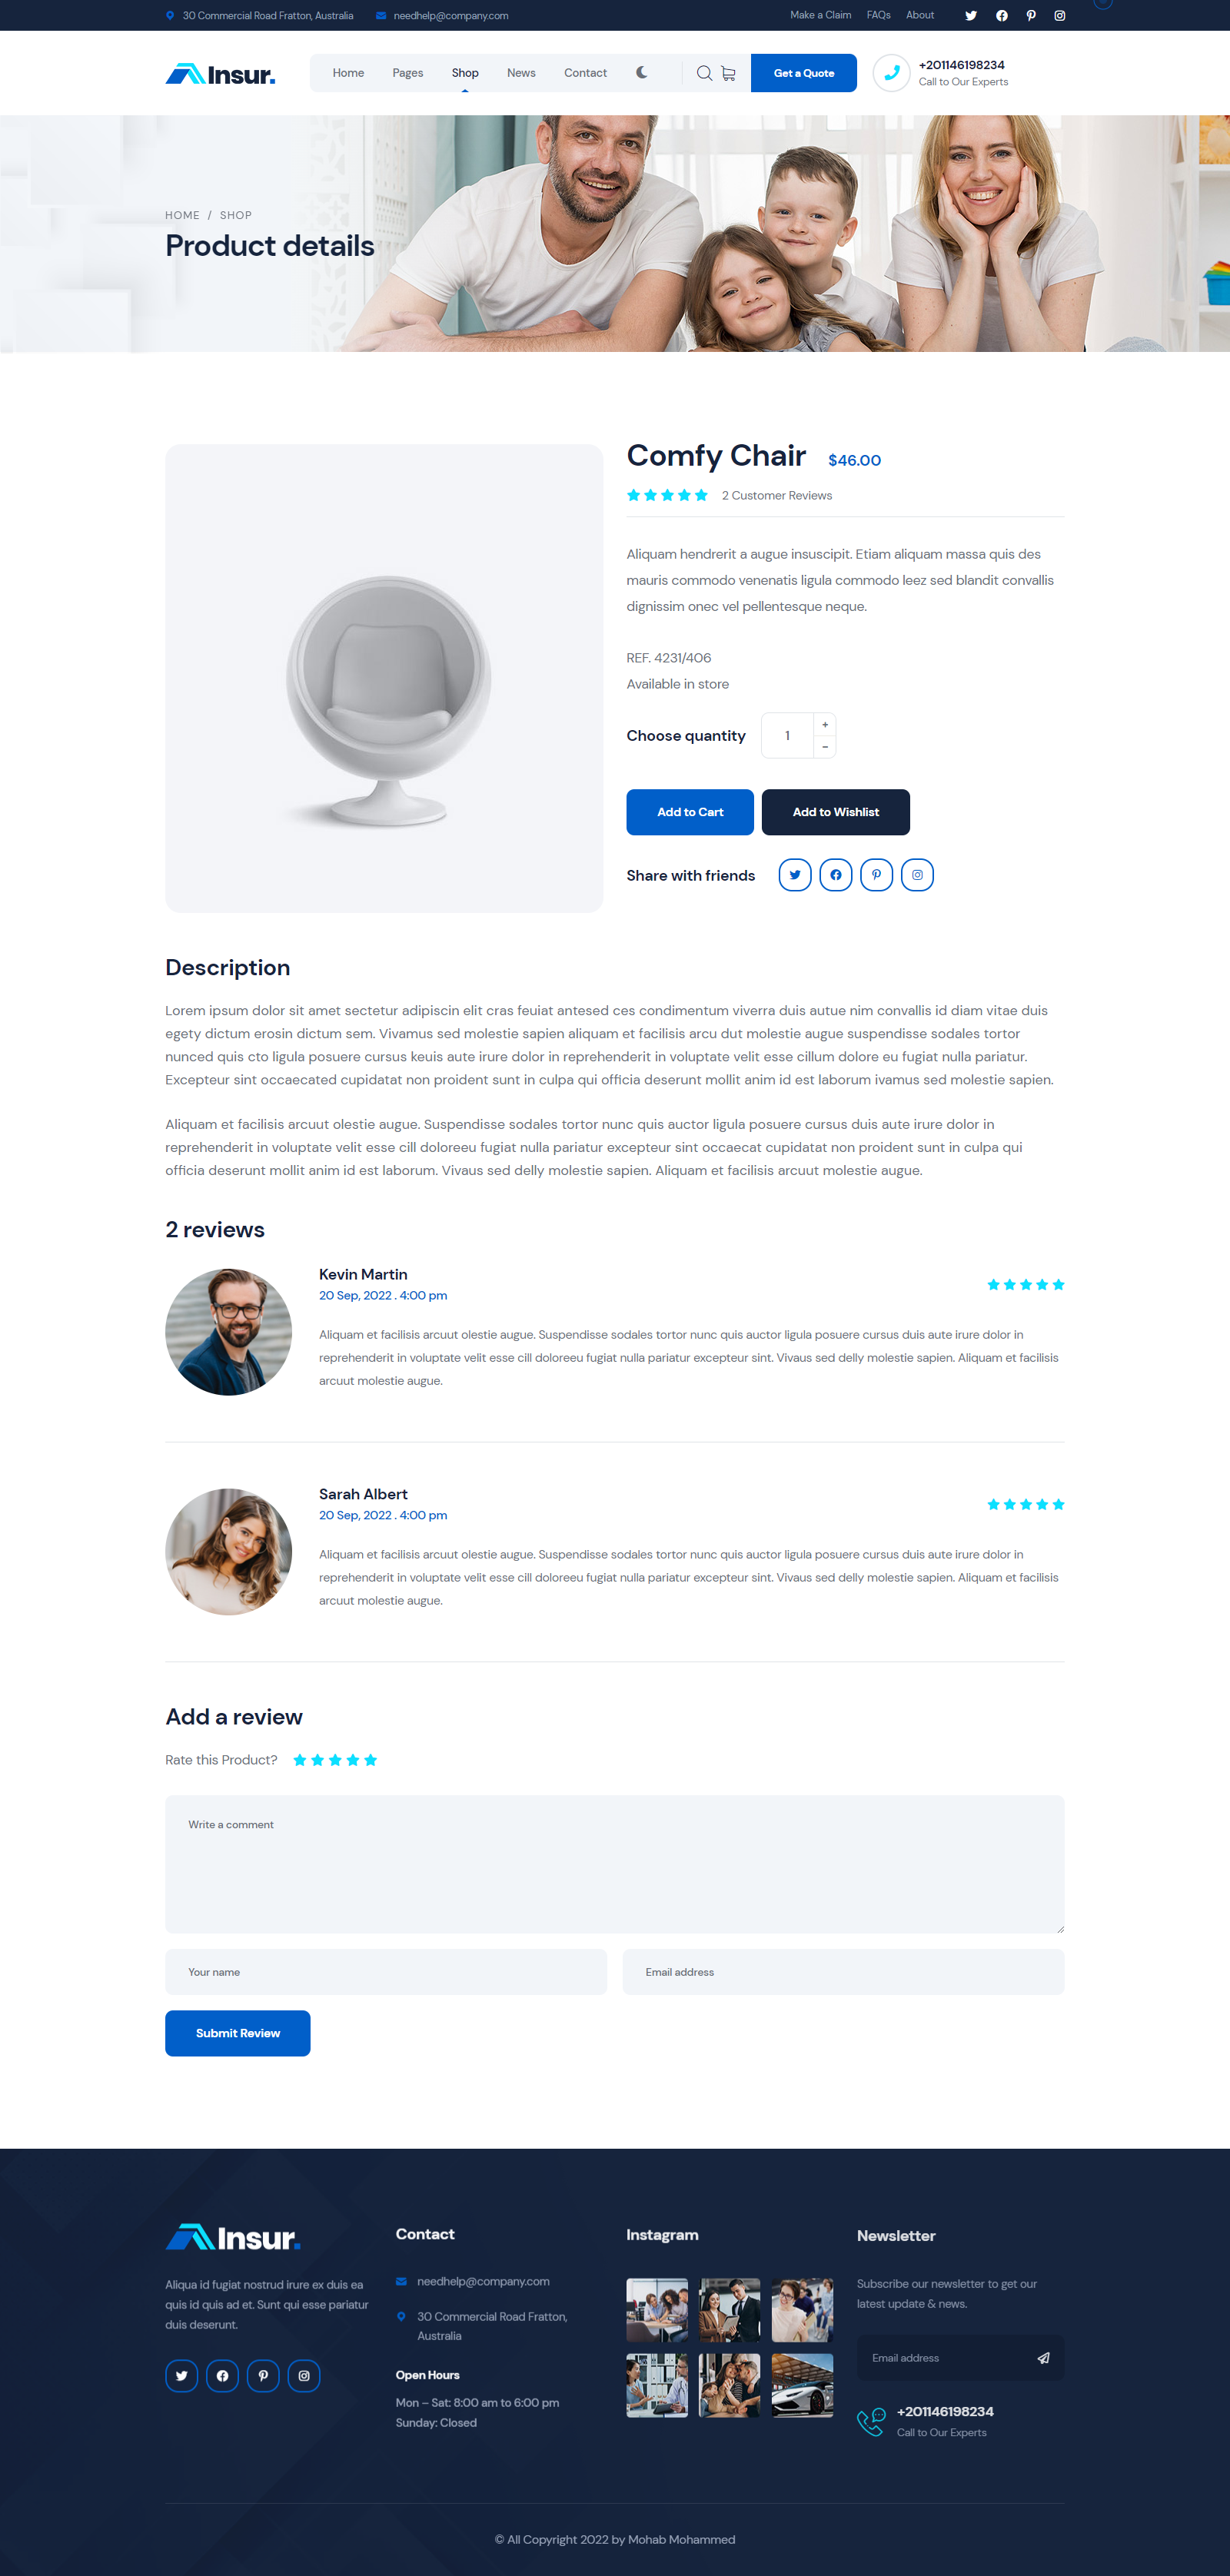 30 Commercial Road Fratton, Australia
needhelp@company.com
Make a Claim
FAQs
About
Insur.
Home
Pages
Shop
News
Contact
Get a Quote
+201146198234
Call to Our Experts
HOME / SHOP
Product details
Comfy Chair
$46.00
2 Customer Reviews
Aliquam hendrerit a augue insuscipit. Etiam aliquam massa quis des
mauris commodo venenatis ligula commodo leez sed blandit convallis
dignissim onec vel pellentesque neque.
REF. 4231/406
Available in store
Choose quantity
1
+
−
Add to Cart
Add to Wishlist
Share with friends
Description
Lorem ipsum dolor sit amet sectetur adipiscin elit cras feuiat antesed ces condimentum viverra duis autue nim convallis id diam vitae duis
egety dictum erosin dictum sem. Vivamus sed molestie sapien aliquam et facilisis arcu dut molestie augue suspendisse sodales tortor
nunced quis cto ligula posuere cursus keuis aute irure dolor in reprehenderit in voluptate velit esse cillum dolore eu fugiat nulla pariatur.
Excepteur sint occaecated cupidatat non proident sunt in culpa qui officia deserunt mollit anim id est laborum ivamus sed molestie sapien.
Aliquam et facilisis arcuut olestie augue. Suspendisse sodales tortor nunc quis auctor ligula posuere cursus duis aute irure dolor in
reprehenderit in voluptate velit esse cill doloreeu fugiat nulla pariatur excepteur sint occaecat cupidatat non proident sunt in culpa qui
officia deserunt mollit anim id est laborum. Vivaus sed delly molestie sapien. Aliquam et facilisis arcuut molestie augue.
2 reviews
Kevin Martin
20 Sep, 2022 . 4:00 pm
Aliquam et facilisis arcuut olestie augue. Suspendisse sodales tortor nunc quis auctor ligula posuere cursus duis aute irure dolor in
reprehenderit in voluptate velit esse cill doloreeu fugiat nulla pariatur excepteur sint. Vivaus sed delly molestie sapien. Aliquam et facilisis
arcuut molestie augue.
Sarah Albert
20 Sep, 2022 . 4:00 pm
Aliquam et facilisis arcuut olestie augue. Suspendisse sodales tortor nunc quis auctor ligula posuere cursus duis aute irure dolor in
reprehenderit in voluptate velit esse cill doloreeu fugiat nulla pariatur excepteur sint. Vivaus sed delly molestie sapien. Aliquam et facilisis
arcuut molestie augue.
Add a review
Rate this Product?
Write a comment
Your name
Email address
Submit Review
Insur.
Aliqua id fugiat nostrud irure ex duis ea
quis id quis ad et. Sunt qui esse pariatur
duis deserunt.
Contact
needhelp@company.com
30 Commercial Road Fratton,
Australia
Open Hours
Mon – Sat: 8:00 am to 6:00 pm
Sunday: Closed
Instagram
Newsletter
Subscribe our newsletter to get our
latest update & news.
Email address
+201146198234
Call to Our Experts
© All Copyright 2022 by Mohab Mohammed